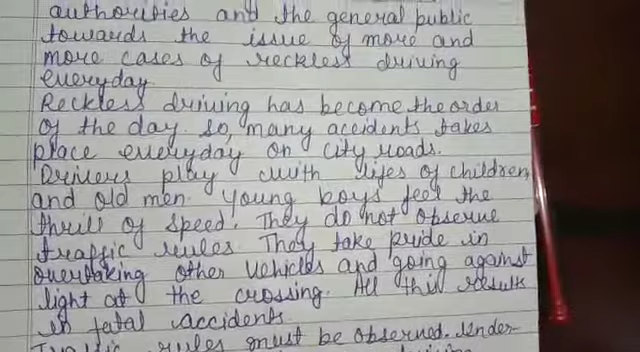 authorities and the general public
towards the issue of more and
more cases of reckless driving
everyday
Reckless driving has become the order
of the day. so, many accidents takes
place everyday on city roads.
Drivers play with lifes of children
and old men. Young boys feel the
thrill of speed. They do not observe
traffic rules. They take pride in
overtaking other vehicles and going against
light at the crossing. All this results
in fatal accidents.
Traffic rules must be observed. Under-